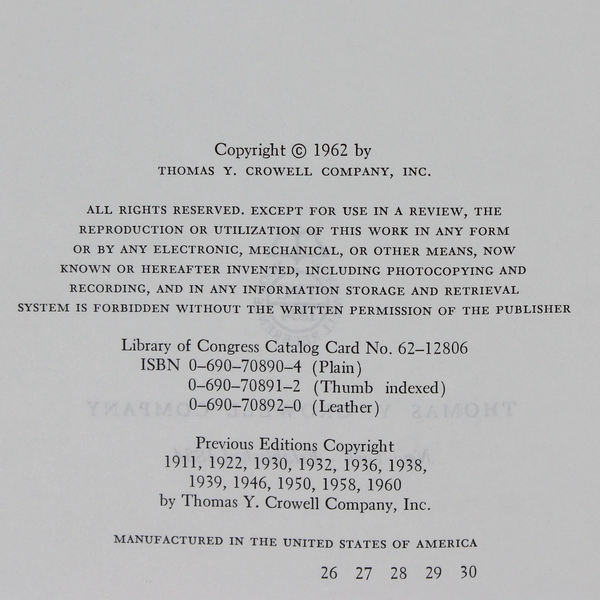 Copyright © 1962 by
THOMAS Y. CROWELL COMPANY, INC.
ALL RIGHTS RESERVED. EXCEPT FOR USE IN A REVIEW, THE
REPRODUCTION OR UTILIZATION OF THIS WORK IN ANY FORM
OR BY ANY ELECTRONIC, MECHANICAL, OR OTHER MEANS, NOW
KNOWN OR HEREAFTER INVENTED, INCLUDING PHOTOCOPYING AND
RECORDING, AND IN ANY INFORMATION STORAGE AND RETRIEVAL
SYSTEM IS FORBIDDEN WITHOUT THE WRITTEN PERMISSION OF THE PUBLISHER
Library of Congress Catalog Card No. 62–12806
ISBN 0–690–70890–4 (Plain)
0–690–70891–2 (Thumb indexed)
0–690–70892–0 (Leather)
Previous Editions Copyright
1911, 1922, 1930, 1932, 1936, 1938,
1939, 1946, 1950, 1958, 1960
by Thomas Y. Crowell Company, Inc.
MANUFACTURED IN THE UNITED STATES OF AMERICA
26 27 28 29 30